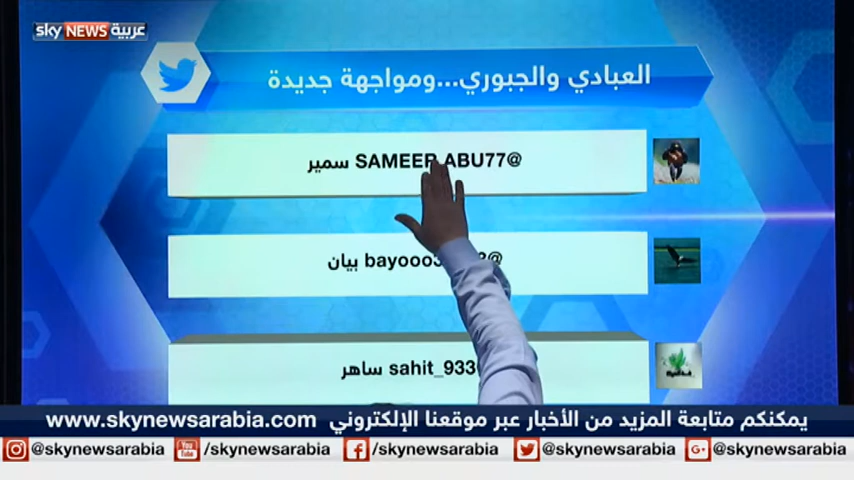 sky NEWS عربية
العبادي والجبوري...ومواجهة جديدة
@SAMEER ABU77 سمير
بيان
sahit_933 ساهر
يمكنكم متابعة المزيد من الأخبار عبر موقعنا الإلكتروني www.skynewsarabia.com
@skynewsarabia /skynewsarabia /skynewsarabia @skynewsarabia @skynewsarabia